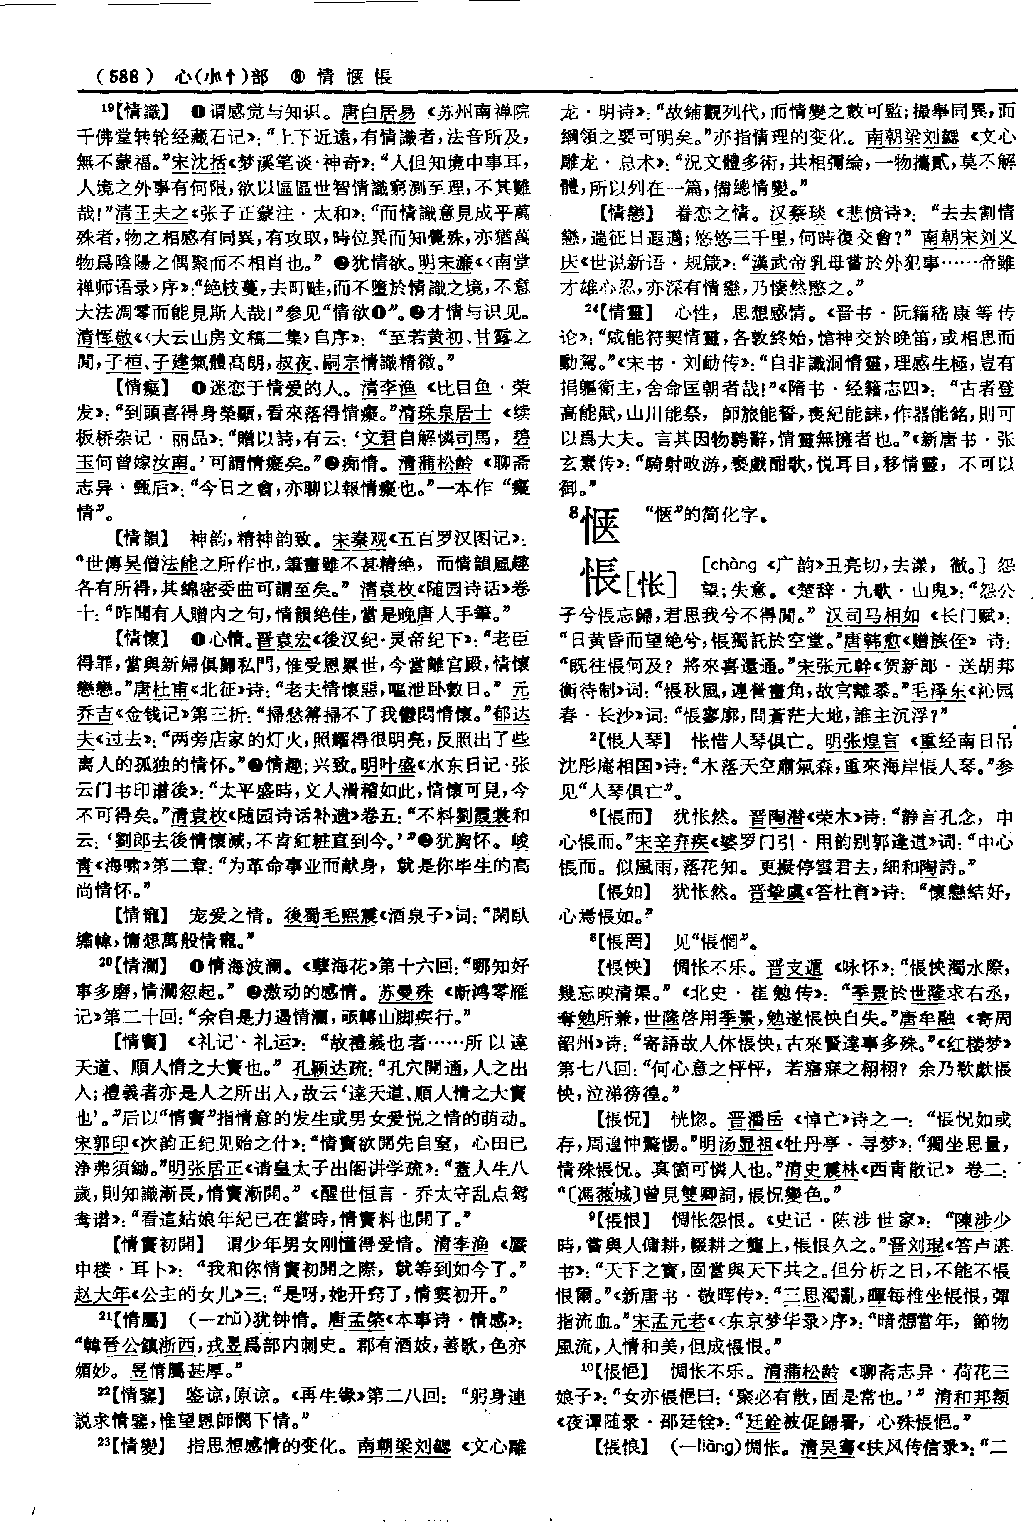 (588) 心(㣺忄)部 ⑧ 情 惬 悵
¹⁹【情識】 ❶谓感觉与知识。唐白居易《苏州南禅院
千佛堂转轮经藏石记》:“上下近遠,有情識者,法音所及,
無不蒙福。”宋沈括《梦溪笔谈·神奇》:“人但知境中事耳,
人境之外事有何限,欲以區區世智情識窮測至理,不其難
哉!”清王夫之《张子正蒙注·太和》:“而情識意見成乎萬
殊者,物之相感有同異,有攻取,時位異而知覺殊,亦猶萬
物爲陰陽之偶聚而不相肖也。” ❷犹情欲。明宋濂《〈南堂
禅师语录〉序》:“絶枝蔓,去町畦,而不墮於情識之境,不意
大法凋零而能見斯人哉!”参见“情欲❶”。❸才情与识见。
清恽敬《〈大云山房文稿二集〉自序》:“至若黄初、甘露之
間,子桓、子建氣體高朗,叔夜、嗣宗情識精微。”
【情癡】 ❶迷恋于情爱的人。清李渔《比目鱼·荣
发》:“到頭喜得身榮顯,看來落得情癡。”清珠泉居士《续
板桥杂记·丽品》:“贈以詩,有云:‘文君自解憐司馬,碧
玉何曾嫁汝南。’可謂情癡矣。”❷痴情。清蒲松龄《聊斋
志异·甄后》:“今日之會,亦聊以報情癡也。”一本作“癡
情”。
【情韻】 神韵,精神韵致。宋秦观《五百罗汉图记》:
“世傳吴僧法能之所作也,筆畫雖不甚精絶,而情韻風趣
各有所得,其綿密委曲可謂至矣。”清袁枚《随园诗话》卷
十:“昨聞有人贈内之句,情韻絶佳,當是晚唐人手筆。”
【情懷】 ❶心情。晋袁宏《後汉纪·灵帝纪下》:“老臣
得罪,當與新婦俱歸私門,惟受恩累世,今當離宫殿,情懷
戀戀。”唐杜甫《北征》诗:“老夫情懷惡,嘔泄卧數日。” 元
乔吉《金钱记》第三折:“掃愁箒掃不了我鬱悶情懷。”郁达
夫《过去》:“两旁店家的灯火,照耀得很明亮,反照出了些
离人的孤独的情怀。”❷情趣;兴致。明叶盛《水东日记·张
云门书印谱後》:“太平盛時,文人滑稽如此,情懷可見,今
不可得矣。”清袁枚《随园诗话补遗》卷五:“不料劉霞裳和
云:‘劉郎去後情懷减,不肯紅粧直到今。’”❸犹胸怀。峻
青《海啸》第二章:“为革命事业而献身,就是你毕生的高
尚情怀。”
【情寵】 宠爱之情。後蜀毛熙震《酒泉子》词:“閑卧
繡幃,慵想萬般情寵。”
²⁰【情瀾】 ❶情海波澜。《孽海花》第十六回:“哪知好
事多磨,情瀾忽起。” ❷激动的感情。苏曼殊《断鸿零雁
记》第二十回:“余自是力遏情瀾,亟轉山脚疾行。”
【情竇】 《礼记·礼运》:“故禮義也者……所以達
天道、順人情之大竇也。” 孔颖达疏:“孔穴開通,人之出
入;禮義者亦是人之所出入,故云‘達天道、順人情之大竇
也’。”后以“情竇”指情意的发生或男女爱悦之情的萌动。
宋郭印《次韵正纪见贻之什》:“情竇欲開先自窒,心田已
净弗須鋤。”明张居正《请皇太子出阁讲学疏》:“蓋人生八
歲,則知識漸長,情竇漸開。”《醒世恒言·乔太守乱点鸳
鸯谱》:“看這姑娘年紀已在當時,情竇料也開了。”
【情竇初開】 谓少年男女刚懂得爱情。清李渔《蜃
中楼·耳卜》:“我和你情竇初開之際,就等到如今了。”
赵大年《公主的女儿》三:“是呀,她开窍了,情窦初开。”
²¹【情屬】 (—zhǔ)犹钟情。唐孟棨《本事诗·情感》:
“韓晉公鎮浙西,戎昱爲部内刺史。郡有酒妓,善歌,色亦
媚妙。昱情屬甚厚。”
²²【情鑒】 鉴谅,原谅。《再生缘》第二八回:“躬身連
説求情鑒,惟望恩師憫下情。”
²³【情變】 指思想感情的变化。南朝梁刘勰《文心雕
龙·明诗》:“故鋪觀列代,而情變之數可監;撮舉同異,而
綱領之要可明矣。”亦指情理的变化。南朝梁刘勰《文心
雕龙·总术》:“況文體多術,共相彌綸,一物攜貳,莫不解
體,所以列在一篇,備總情變。”
【情戀】 眷恋之情。汉蔡琰《悲愤诗》:“去去割情
戀,遄征日遐邁;悠悠三千里,何時復交會?”南朝宋刘义
庆《世说新语·规箴》:“漢武帝乳母嘗於外犯事……帝雖
才雄心忍,亦深有情戀,乃悽然愍之。”
²⁴【情靈】 心性,思想感情。《晋书·阮籍嵇康等传
论》:“咸能符契情靈,各敦終始,愴神交於晚笛,或相思而
動駕。”《宋书·刘勔传》:“自非識洞情靈,理感生極,豈有
捐軀衛主,舍命匡朝者哉!”《隋书·经籍志四》:“古者登
高能賦,山川能祭,師旅能誓,喪紀能誄,作器能銘,則可
以爲大夫。言其因物騁辭,情靈無擁者也。”《新唐书·张
玄素传》:“騎射畋游,褻戲酣歌,悦耳目,移情靈,不可以
御。”
⁸惬 “愜”的简化字。
悵[怅] [chàng《广韵》丑亮切,去漾,徹。] 怨
望;失意。《楚辞·九歌·山鬼》:“怨公
子兮悵忘歸,君思我兮不得閒。” 汉司马相如《长门赋》:
“日黄昏而望絶兮,悵獨託於空堂。”唐韩愈《赠族侄》诗:
“既往悵何及?將來喜還通。”宋张元幹《贺新郎·送胡邦
衡待制》词:“悵秋風,連營畫角,故宫離黍。”毛泽东《沁园
春·长沙》词:“悵寥廓,問蒼茫大地,誰主沉浮?”
²【悵人琴】 怅惜人琴俱亡。明张煌言《重经南日吊
沈彤庵相国》诗:“木落天空肅氣森,重來海岸悵人琴。”参
见“人琴俱亡”。
⁶【悵而】 犹怅然。晋陶潜《荣木》诗:“静言孔念,中
心悵而。”宋辛弃疾《婆罗门引·用韵别郭逢道》词:“中心
悵而。似風雨,落花知。更擬停雲君去,細和陶詩。”
【悵如】 犹怅然。晋挚虞《答杜育》诗:“懷戀結好,
心焉悵如。”
⁸【悵罔】 见“悵惘”。
【悵怏】 惆怅不乐。晋支遁《咏怀》:“悵怏濁水際,
幾忘映清渠。”《北史·崔勉传》:“季景於世隆求右丞,
奪勉所兼,世隆啓用季景,勉遂悵怏自失。”唐牟融《寄周
韶州》诗:“寄語故人休悵怏,古來賢達事多殊。”《红楼梦》
第七八回:“何心意之怦怦,若寤寐之栩栩?余乃欷歔悵
怏,泣涕徬徨。”
【悵怳】 恍惚。晋潘岳《悼亡》诗之一:“悵怳如或
存,周遑忡驚惕。”明汤显祖《牡丹亭·寻梦》:“獨坐思量,
情殊悵怳。真箇可憐人也。”清史震林《西青散记》卷二:
“〔馮薇城〕曾見雙卿詞,悵怳變色。”
⁹【悵恨】 惆怅怨恨。《史记·陈涉世家》:“陳涉少
時,嘗與人傭耕,輟耕之壟上,悵恨久之。”晋刘琨《答卢谌
书》:“天下之寳,固當與天下共之。但分析之日,不能不悵
恨爾。”《新唐书·敬晖传》:“三思濁亂,暉每椎坐悵恨,彈
指流血。”宋孟元老《〈东京梦华录〉序》:“暗想當年,節物
風流,人情和美,但成悵恨。”
¹⁰【悵悒】 惆怅不乐。清蒲松龄《聊斋志异·荷花三
娘子》:“女亦悵悒曰:‘聚必有散,固是常也。’” 清和邦额
《夜谭随录·邵廷铨》:“廷銓被促歸署,心殊悵悒。”
【悵悢】 (—liàng)惆怅。清吴骞《扶风传信录》:“二